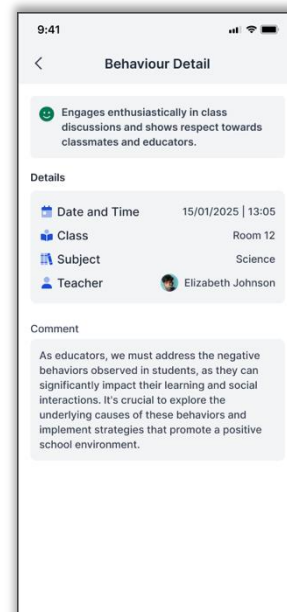 9:41
Behaviour Detail
Engages enthusiastically in class
discussions and shows respect towards
classmates and educators.
Details
Date and Time 15/01/2025 | 13:05
Class Room 12
Subject Science
Teacher Elizabeth Johnson
Comment
As educators, we must address the negative
behaviors observed in students, as they can
significantly impact their learning and social
interactions. It's crucial to explore the
underlying causes of these behaviors and
implement strategies that promote a positive
school environment.